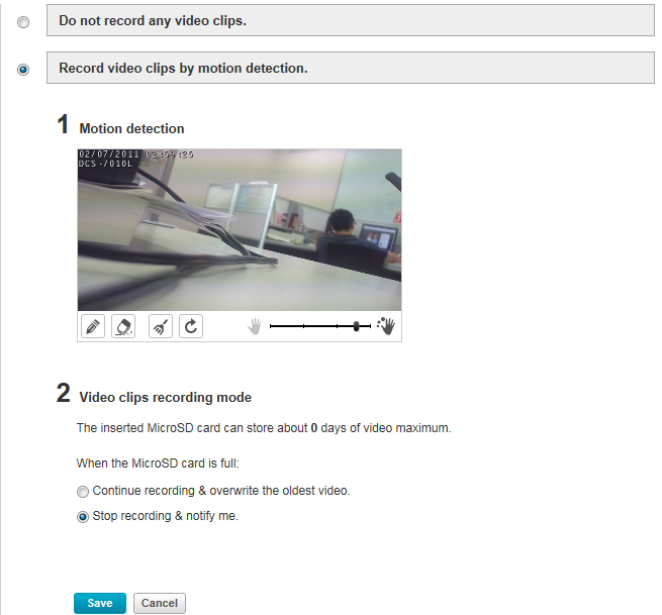 Do not record any video clips.
Record video clips by motion detection.
1 Motion detection
02/07/2011
2 Video clips recording mode
The inserted MicroSD card can store about 0 days of video maximum.
When the MicroSD card is full:
Continue recording & overwrite the oldest video.
Stop recording & notify me.
Save Cancel